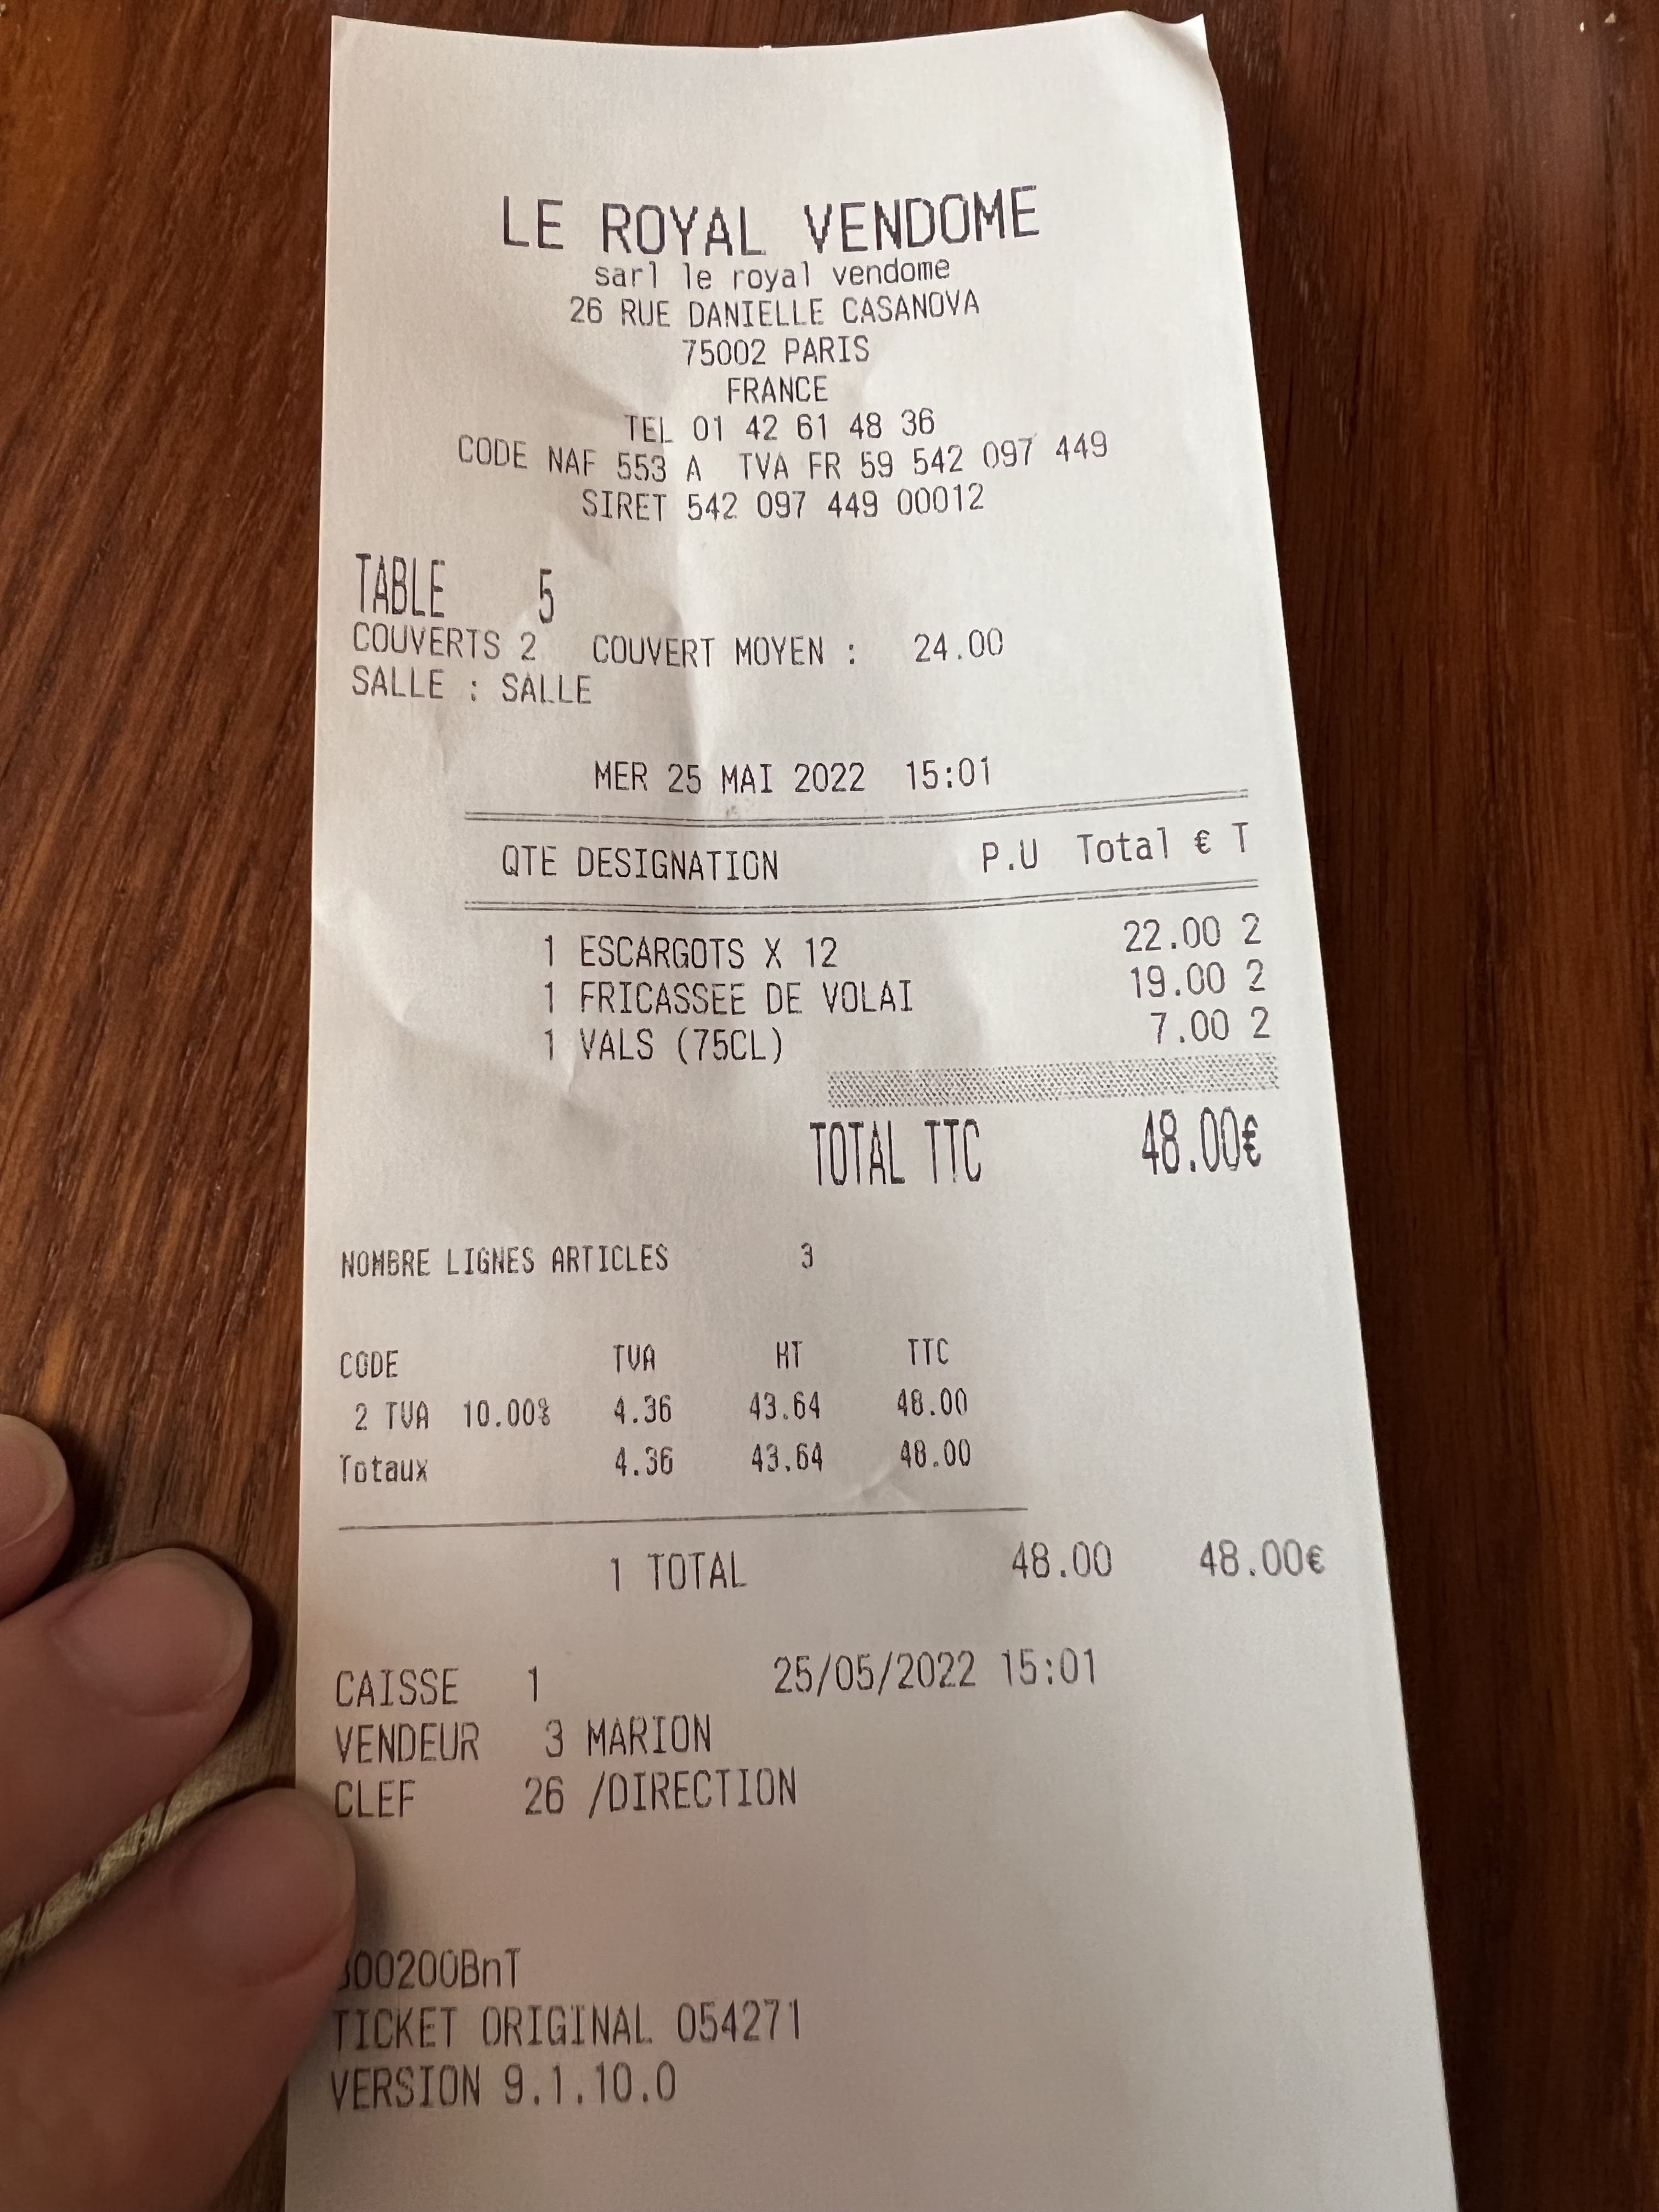 LE ROYAL VENDOME
sarl le royal vendome
26 RUE DANIELLE CASANOVA
75002 PARIS
FRANCE
TEL 01 42 61 48 36
CODE NAF 553 A TVA FR 59 542 097 449
SIRET 542 097 449 00012
TABLE 5
COUVERTS 2 COUVERT MOYEN : 24.00
SALLE : SALLE
MER 25 MAI 2022 15:01
QTE DESIGNATION P.U Total € T
1 ESCARGOTS X 12 22.00 2
1 FRICASSEE DE VOLAI 19.00 2
1 VALS (75CL) 7.00 2
TOTAL TTC 48.00€
NOMBRE LIGNES ARTICLES 3
CODE TVA HT TTC
2 TVA 10.00% 4.36 43.64 48.00
Totaux 4.36 43.64 48.00
1 TOTAL 48.00 48.00€
CAISSE 1 25/05/2022 15:01
VENDEUR 3 MARION
CLEF 26 /DIRECTION
TICKET ORIGINAL 054271
VERSION 9.1.10.0